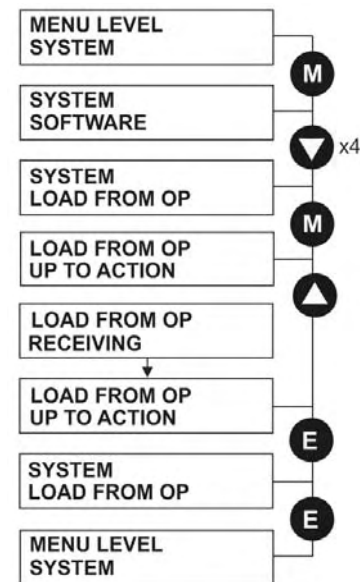 MENU LEVEL
SYSTEM
M
SYSTEM
SOFTWARE
x4
SYSTEM
LOAD FROM OP
M
LOAD FROM OP
UP TO ACTION
LOAD FROM OP
RECEIVING
LOAD FROM OP
UP TO ACTION
E
SYSTEM
LOAD FROM OP
E
MENU LEVEL
SYSTEM